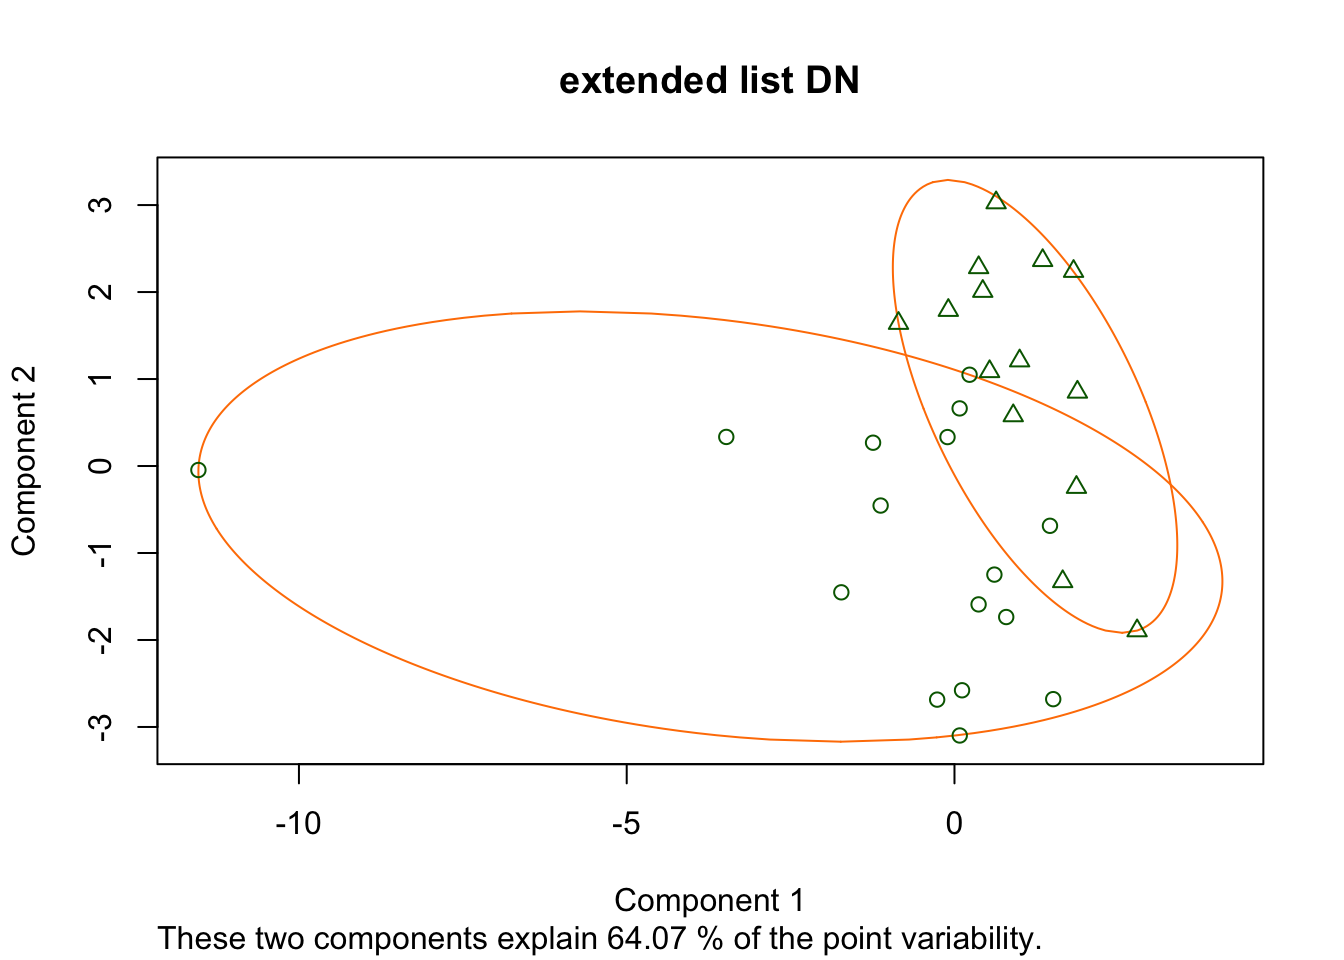 extended list DN
Component 2
3
2
1
0
-1
-2
-3
-10
-5
0
Component 1
These two components explain 64.07 % of the point variability.